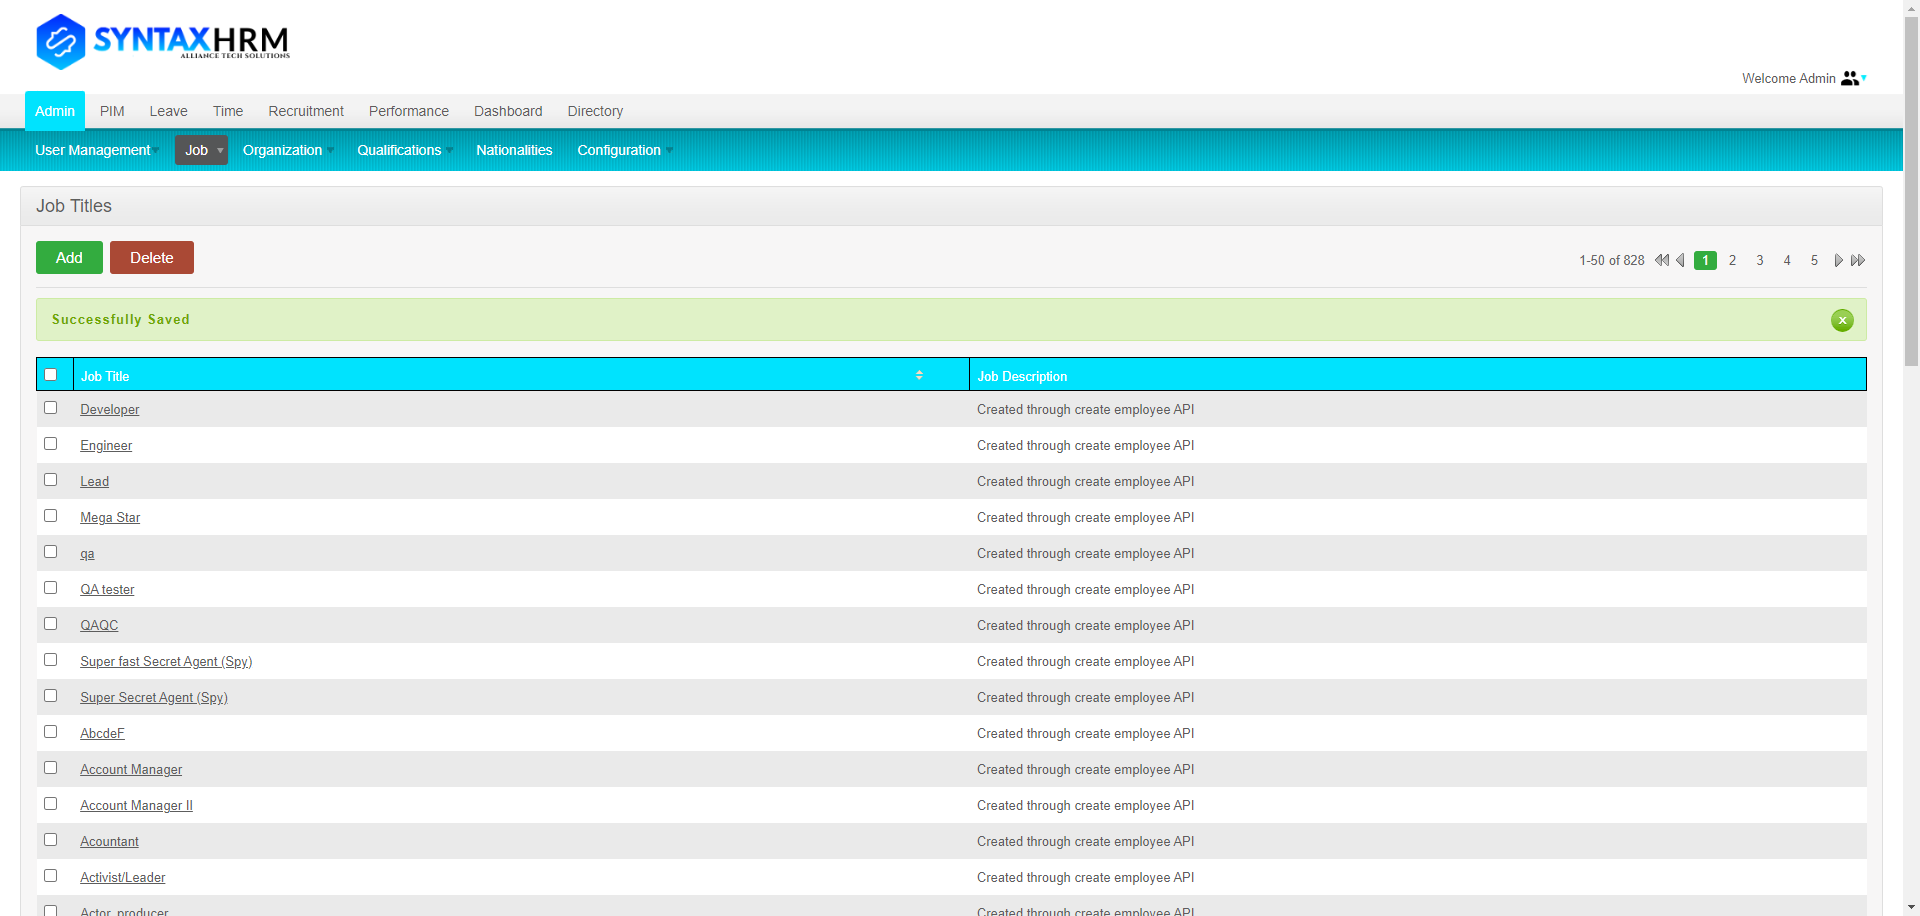 SYNTAXHRM
ALLIANCE TECH SOLUTIONS
Welcome Admin
Admin PIM Leave Time Recruitment Performance Dashboard Directory
User Management Job Organization Qualifications Nationalities Configuration
Job Titles
Add Delete 1-50 of 828 1 2 3 4 5
Successfully Saved x
Job Title Job Description
Developer Created through create employee API
Engineer Created through create employee API
Lead Created through create employee API
Mega Star Created through create employee API
qa Created through create employee API
QA tester Created through create employee API
QAQC Created through create employee API
Super fast Secret Agent (Spy) Created through create employee API
Super Secret Agent (Spy) Created through create employee API
AbcdeF Created through create employee API
Account Manager Created through create employee API
Account Manager II Created through create employee API
Acountant Created through create employee API
Activist/Leader Created through create employee API
Actor, producer Created through create employee API